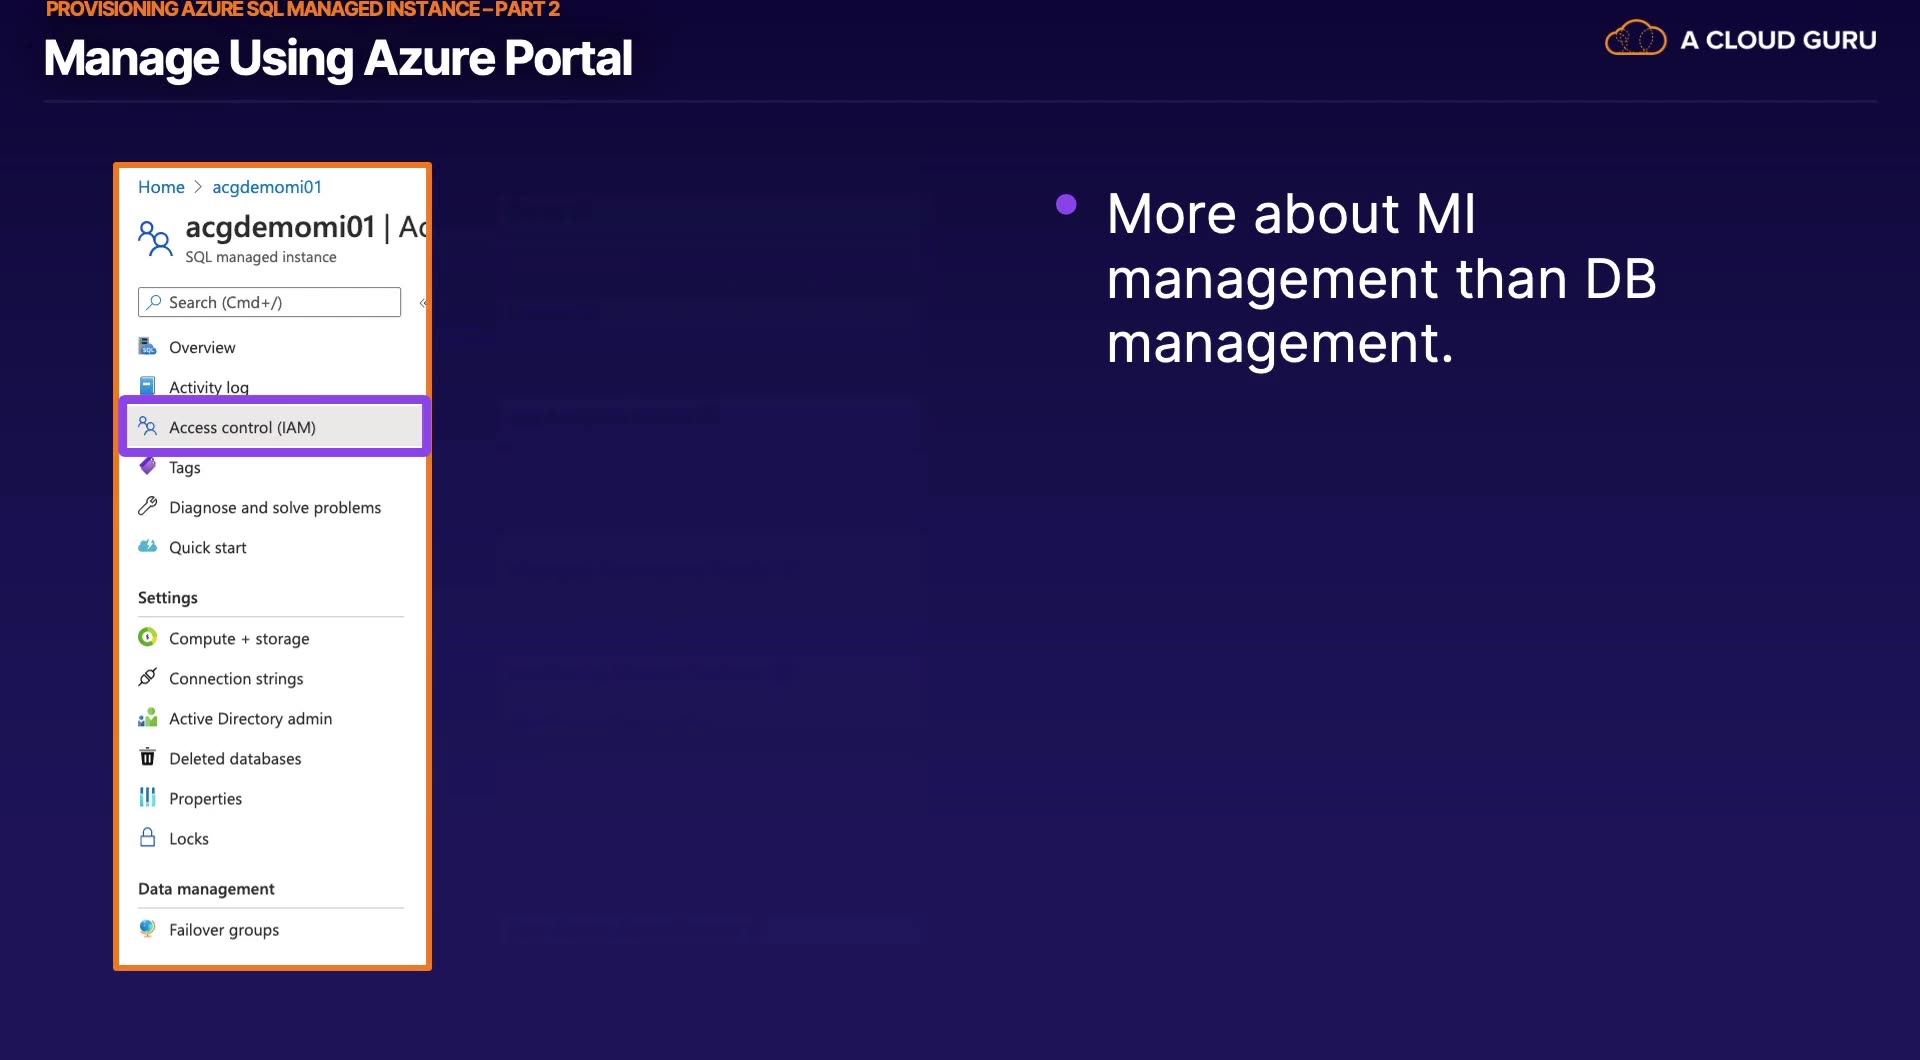 PROVISIONING AZURE SQL MANAGED INSTANCE – PART 2
Manage Using Azure Portal
A CLOUD GURU
Home > acgdemomi01
acgdemomi01 | Ac
SQL managed instance
Search (Cmd+/)
«
Overview
Activity log
Access control (IAM)
Tags
Diagnose and solve problems
Quick start
Settings
Compute + storage
Connection strings
Active Directory admin
Deleted databases
Properties
Locks
Data management
Failover groups
More about MI
management than DB
management.